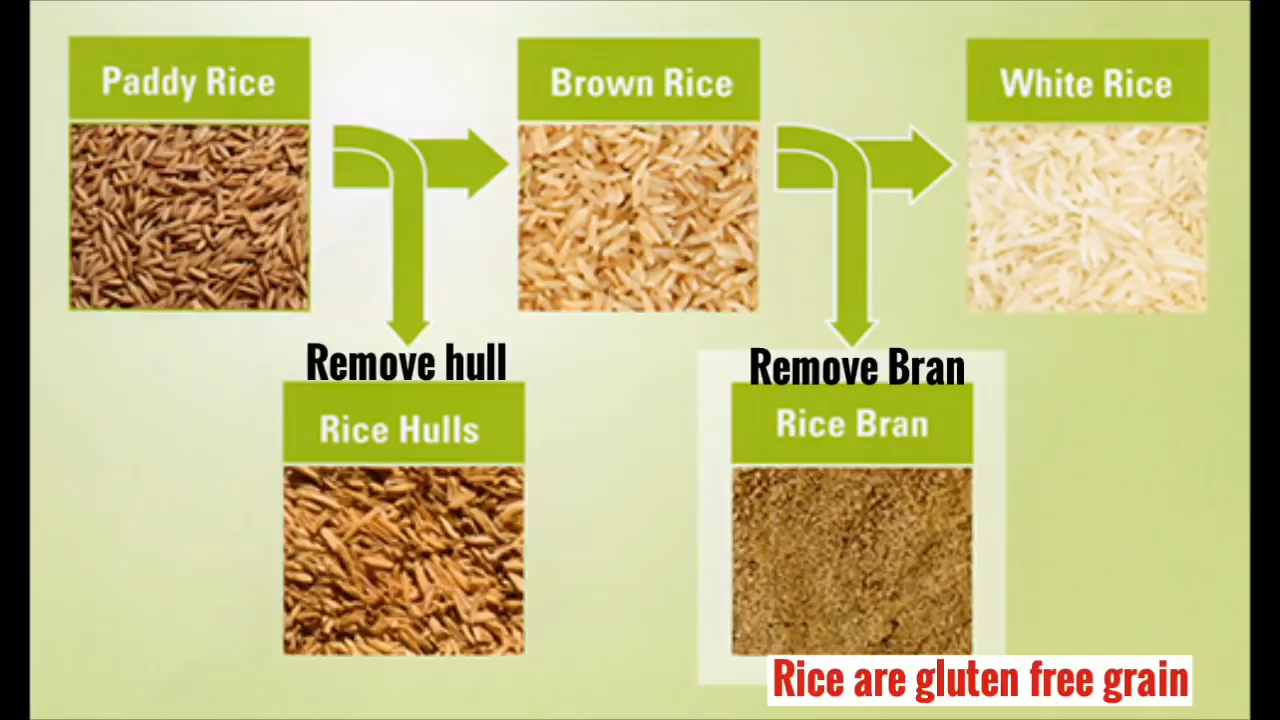 Paddy Rice
Brown Rice
White Rice
Remove hull
Remove Bran
Rice Hulls
Rice Bran
Rice are gluten free grain